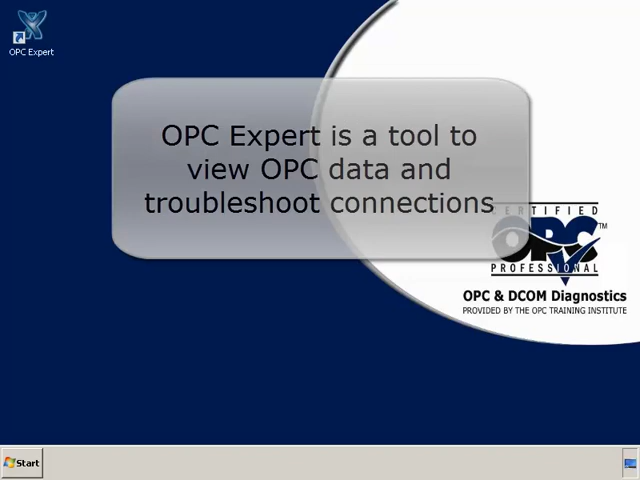 OPC Expert
OPC Expert is a tool to
view OPC data and
troubleshoot connections
CERTIFIED
OPC™
PROFESSIONAL
OPC & DCOM Diagnostics
PROVIDED BY THE OPC TRAINING INSTITUTE
Start